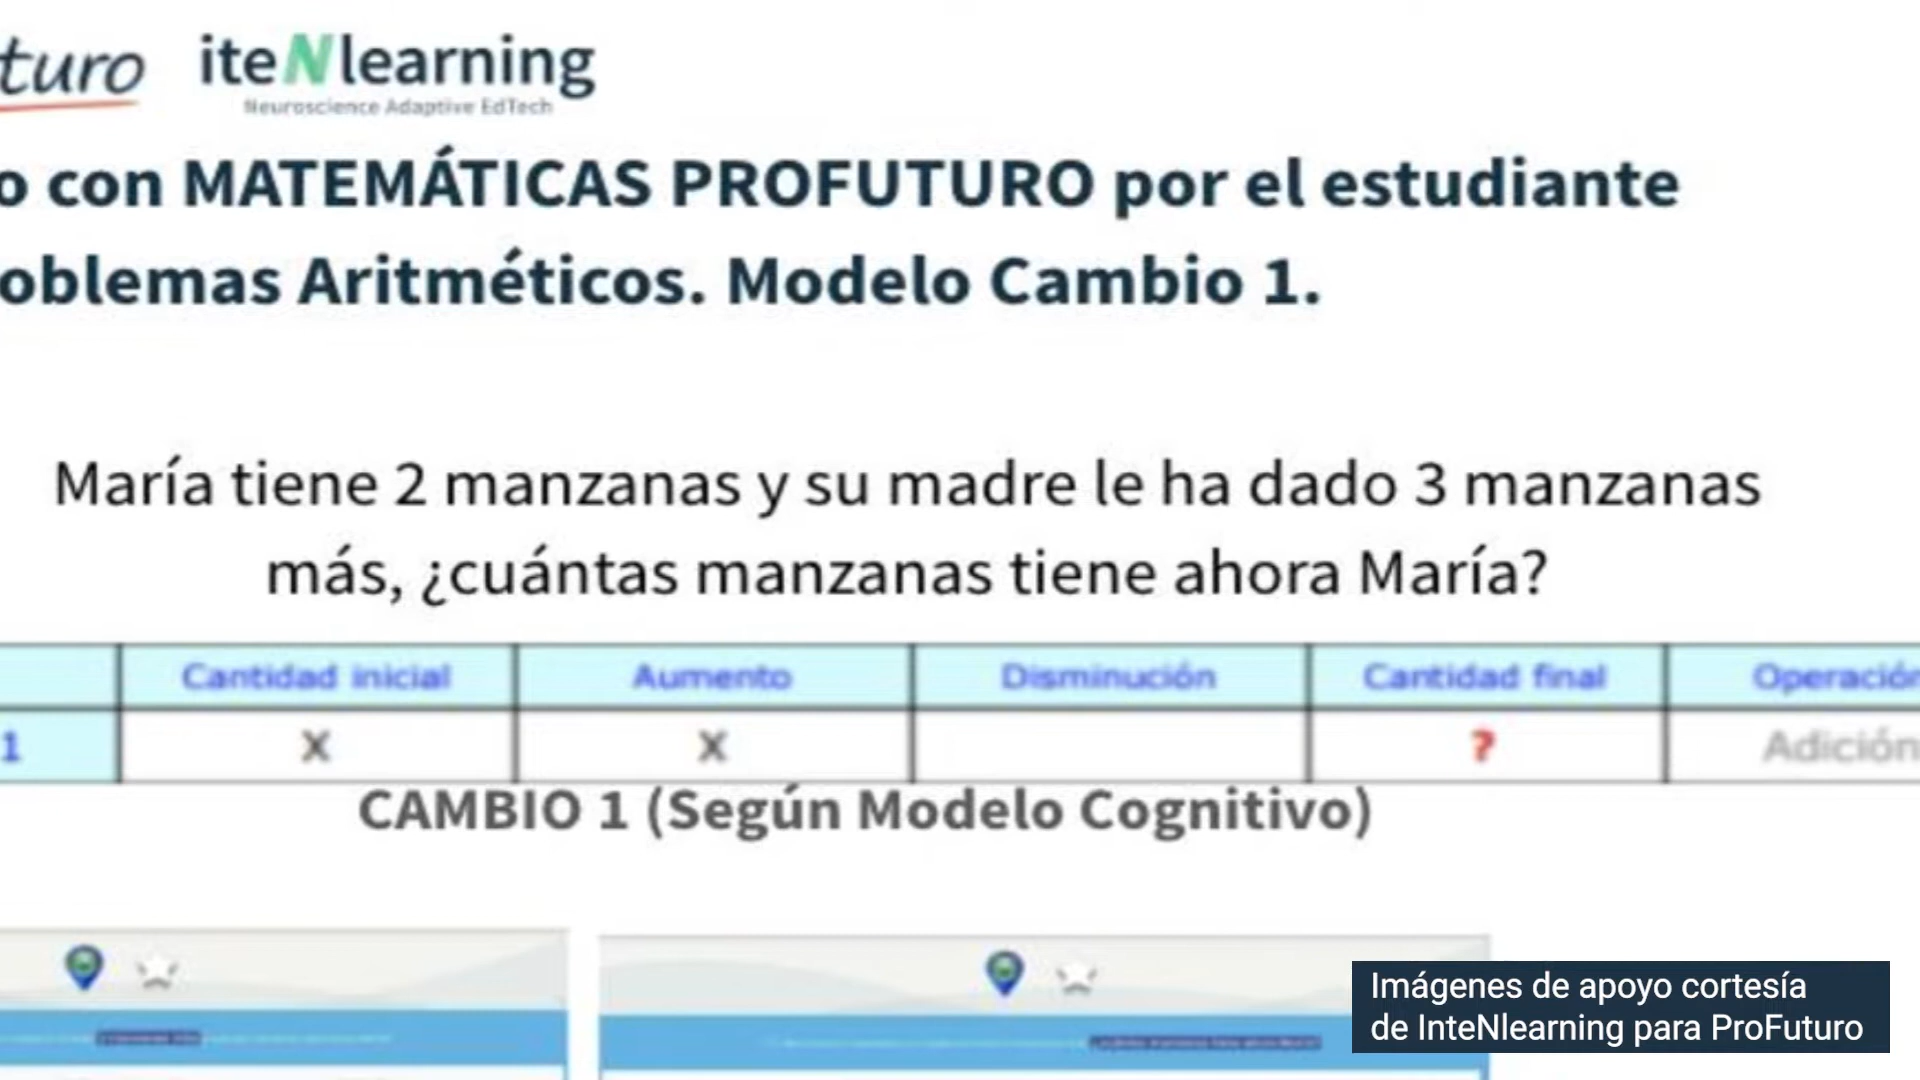 turo iteNlearning
Neuroscience Adaptive EdTech
o con MATEMÁTICAS PROFUTURO por el estudiante
oblemas Aritméticos. Modelo Cambio 1.
María tiene 2 manzanas y su madre le ha dado 3 manzanas
más, ¿cuántas manzanas tiene ahora María?
Cantidad inicial Aumento Disminución Cantidad final Operación
1 X X ? Adición
CAMBIO 1 (Según Modelo Cognitivo)
Imágenes de apoyo cortesía
de InteNlearning para ProFuturo